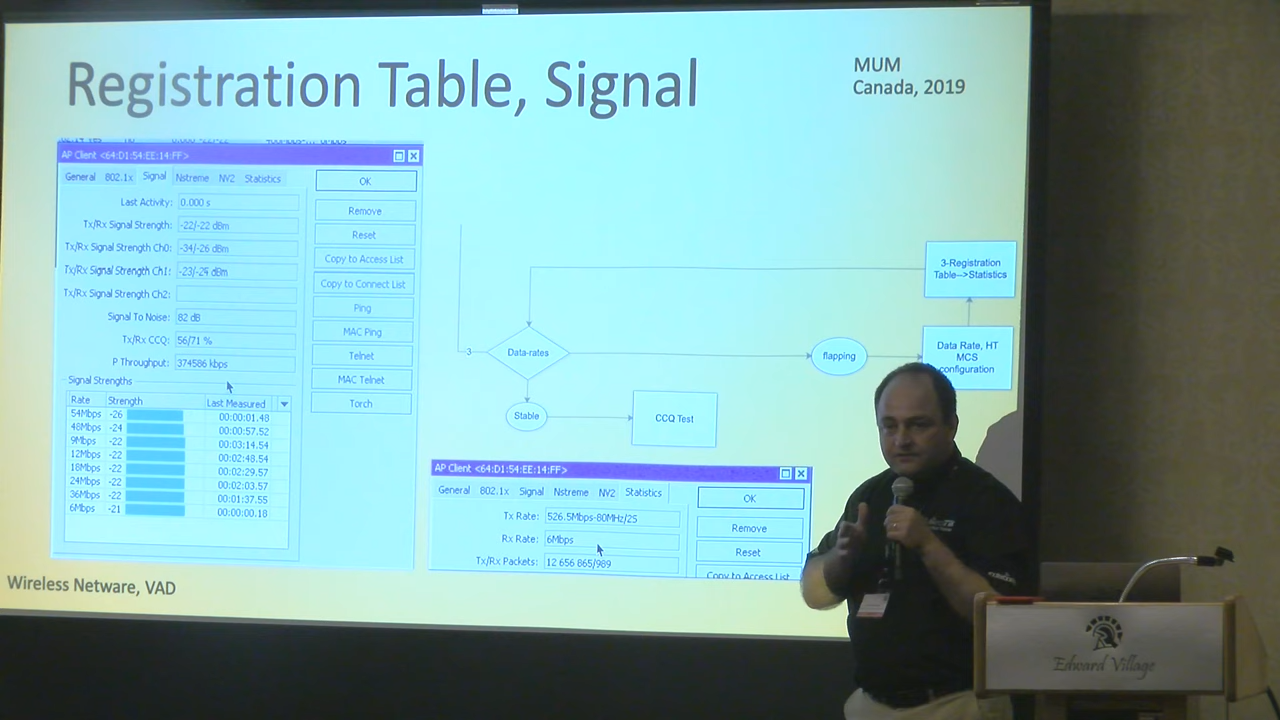 Registration Table, Signal
MUM
Canada, 2019
AP Client <64:D1:54:EE:14:FF>
General 802.1x Signal Nstreme NV2 Statistics
OK
Last Activity: 0.000 s
Remove
Tx/Rx Signal Strength: -22/-22 dBm
Reset
Tx/Rx Signal Strength Ch0: -34/-26 dBm
Copy to Access List
Tx/Rx Signal Strength Ch1: -23/-24 dBm
Copy to Connect List
Tx/Rx Signal Strength Ch2:
Ping
Signal To Noise: 82 dB
MAC Ping
Tx/Rx CCQ: 56/71 %
Telnet
P Throughput: 374586 kbps
MAC Telnet
Signal Strengths
Torch
Rate Strength Last Measured
54Mbps -26 00:00:01.48
48Mbps -24 00:00:57.52
9Mbps -22 00:03:14.54
12Mbps -22 00:02:48.54
18Mbps -22 00:02:29.57
24Mbps -22 00:02:03.57
36Mbps -22 00:01:37.55
6Mbps -21 00:00:00.18
3-Registration
Table-->Statistics
3
Data-rates
flapping
Data Rate, HT
MCS
configuration
Stable
CCQ Test
AP Client <64:D1:54:EE:14:FF>
General 802.1x Signal Nstreme NV2 Statistics
OK
Tx Rate: 526.5Mbps-80MHz/2S
Remove
Rx Rate: 6Mbps
Reset
Tx/Rx Packets: 12 656 865/989
Copy to Access List
Wireless Netware, VAD
Edward Village